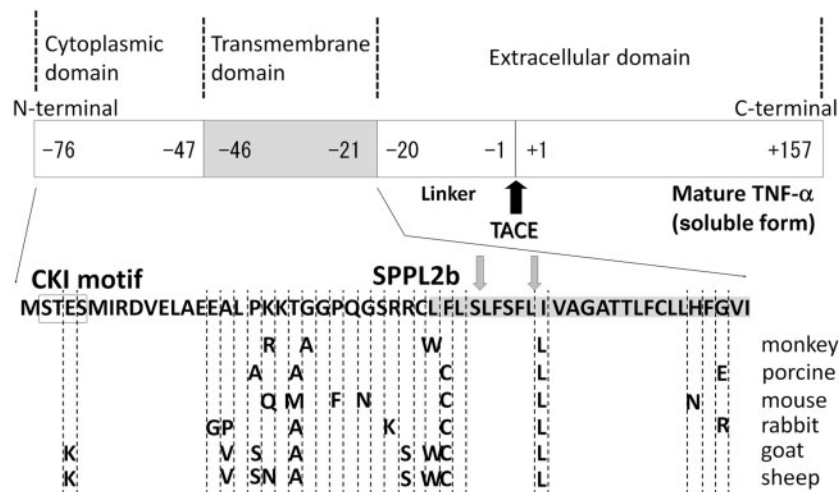 Cytoplasmic domain
Transmembrane domain
Extracellular domain
N-terminal
C-terminal
−76 −47 −46 −21 −20 −1 +1 +157
Linker
TACE
Mature TNF-α
(soluble form)
CKI motif
SPPL2b
MSTESMIRDVELAEEALPKKTGGPQGSRRCLFLSLFSFLIVAGATTLFCLLHFGVI
R A W L monkey
A A C L E porcine
Q M F N C L N mouse
GP A K C L R rabbit
K V S A S W C L goat
K V S N A S W C L sheep